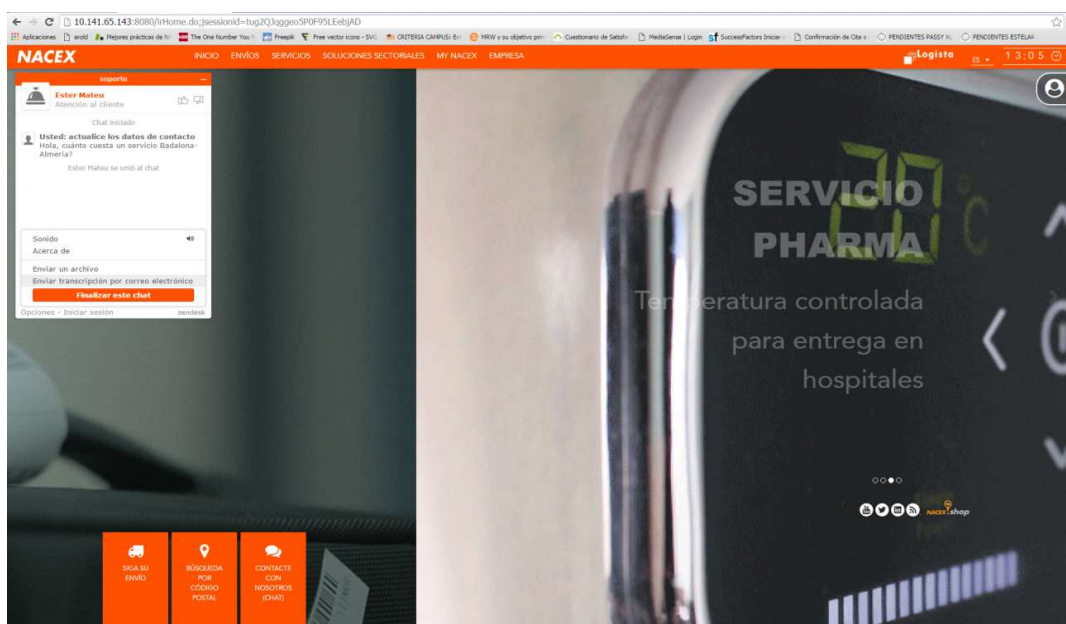 10.141.65.143:8080/irHome.do;jsessionid=tug2QJqggeo5P0F95LEebJAD
Aplicaciones arold Mejores prácticas de The One Number You Freepik Free vector icons - SVG CRITERIA CAMPUS: MRW y su objetivo Cuestionario de MediaSense | Login SuccessFactors Iniciar Confirmación de Cita PENDIENTES PASSY PENDIENTES ESTELA
NACEX INICIO ENVÍOS SERVICIOS SOLUCIONES SECTORIALES MY NACEX EMPRESA Logista ES 13:05
soporte
Ester Mateu
Atención al cliente
Chat Iniciado
Usted: actualice los datos de contacto
Hola, cuánto cuesta un servicio Badalona-
Almería?
Ester Mateu se unió al chat
Sonido
Acerca de
Enviar un archivo
Enviar transcripción por correo electrónico
Finalizar este chat
Opciones - Iniciar sesión zendesk
20 °C
SERVICIO
PHARMA
Temperatura controlada
para entrega en
hospitales
NACEX shop
SIGA SU
ENVÍO
BÚSQUEDA
POR
CÓDIGO
POSTAL
CONTACTE
CON
NOSOTROS
(CHAT)